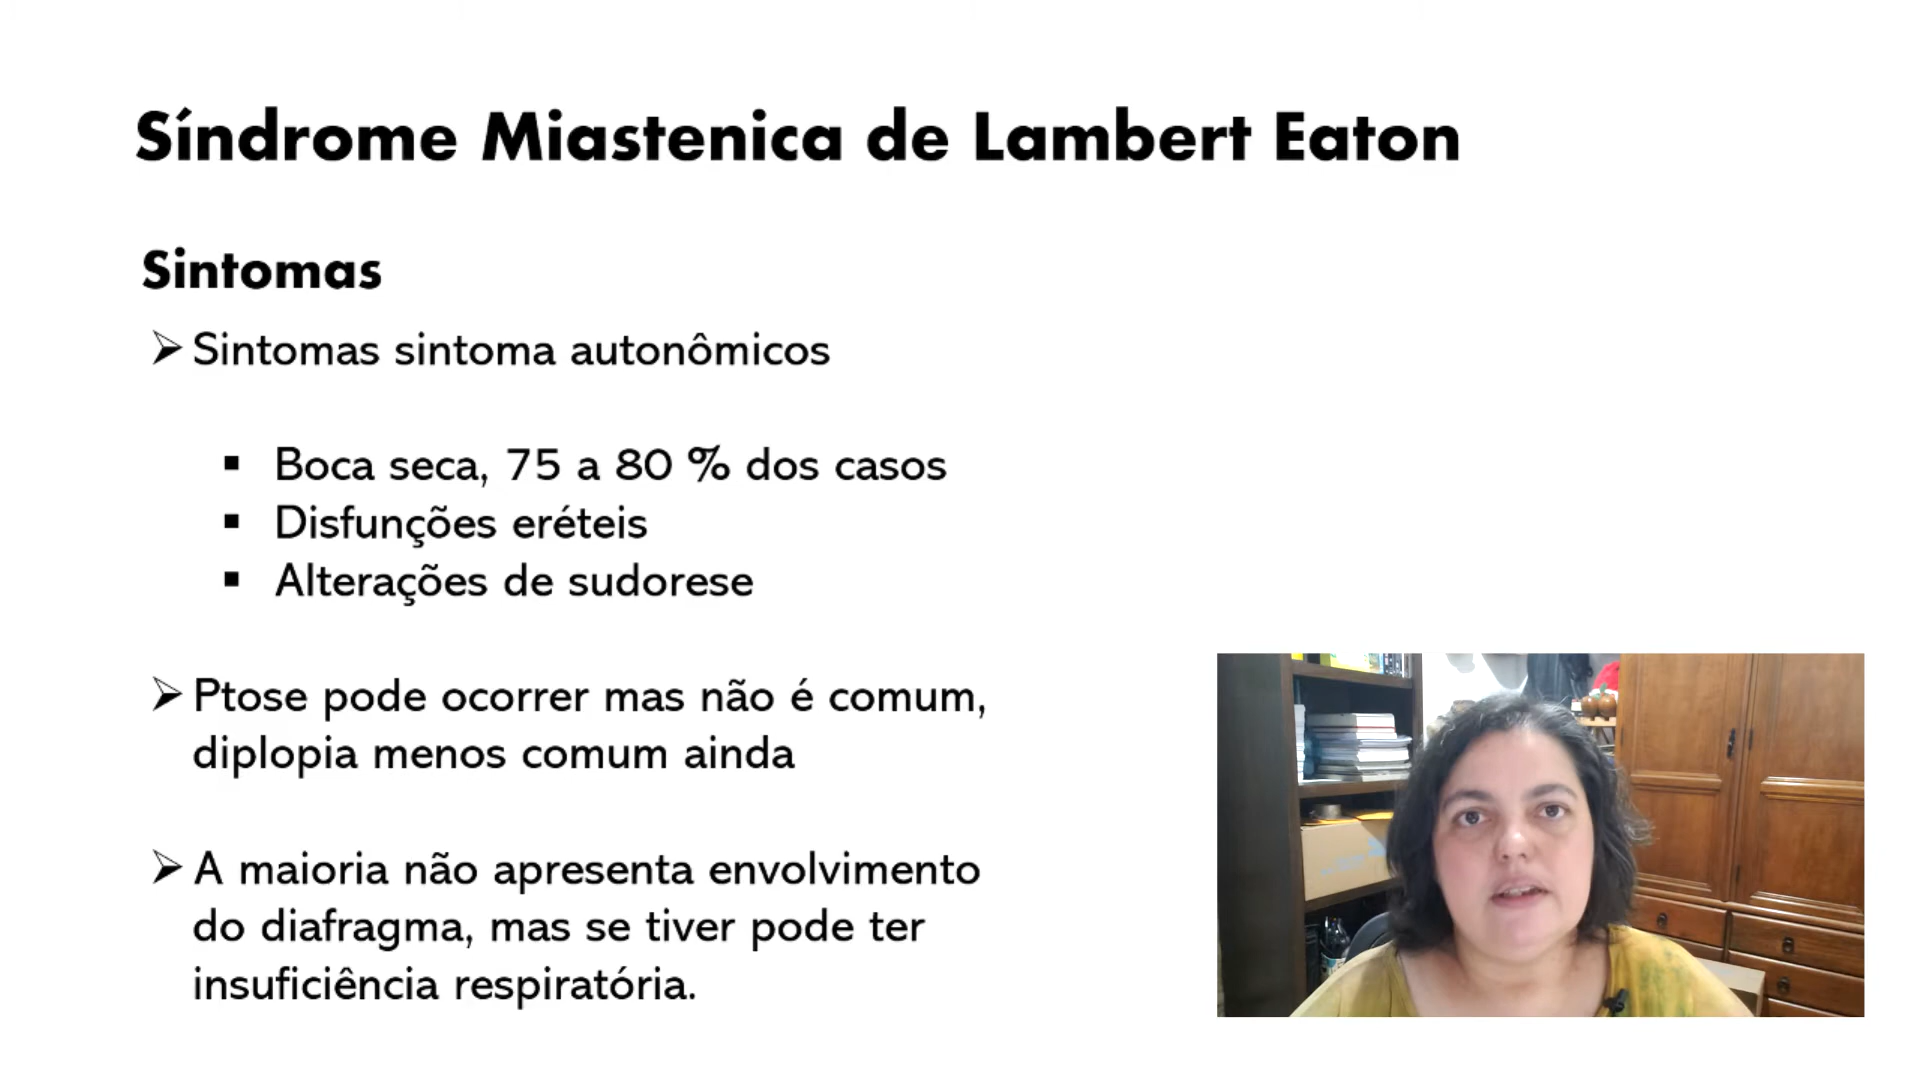 Síndrome Miastenica de Lambert Eaton
Sintomas
➢ Sintomas sintoma autonômicos
▪ Boca seca, 75 a 80 % dos casos
▪ Disfunções eréteis
▪ Alterações de sudorese
➢ Ptose pode ocorrer mas não é comum,
diplopia menos comum ainda
➢ A maioria não apresenta envolvimento
do diafragma, mas se tiver pode ter
insuficiência respiratória.